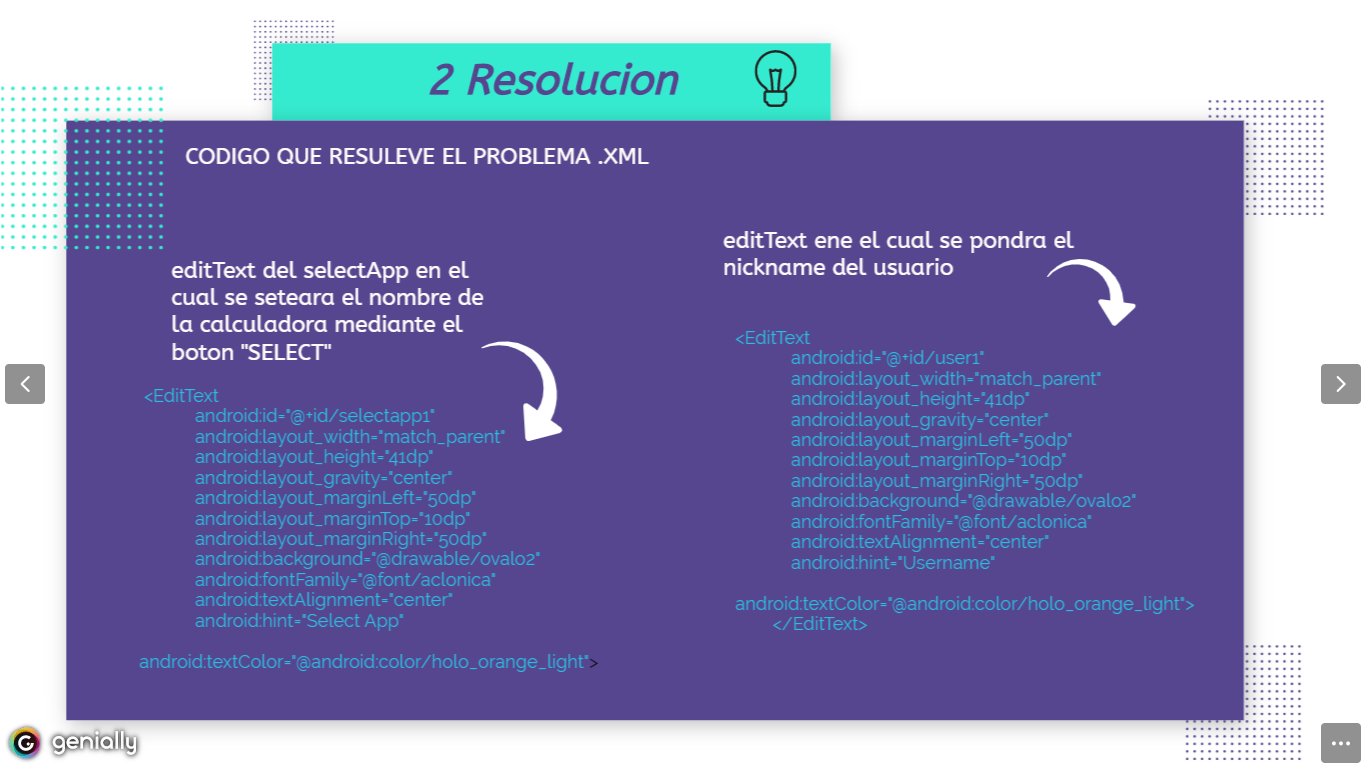 2 Resolucion
CODIGO QUE RESULEVE EL PROBLEMA .XML
editText del selectApp en el
cual se seteara el nombre de
la calculadora mediante el
boton "SELECT"
<EditText
android:id="@+id/selectapp1"
android:layout_width="match_parent"
android:layout_height="41dp"
android:layout_gravity="center"
android:layout_marginLeft="50dp"
android:layout_marginTop="10dp"
android:layout_marginRight="50dp"
android:background="@drawable/ovalo2"
android:fontFamily="@font/aclonica"
android:textAlignment="center"
android:hint="Select App"
android:textColor="@android:color/holo_orange_light">
editText ene el cual se pondra el
nickname del usuario
<EditText
android:id="@+id/user1"
android:layout_width="match_parent"
android:layout_height="41dp"
android:layout_gravity="center"
android:layout_marginLeft="50dp"
android:layout_marginTop="10dp"
android:layout_marginRight="50dp"
android:background="@drawable/ovalo2"
android:fontFamily="@font/aclonica"
android:textAlignment="center"
android:hint="Username"
android:textColor="@android:color/holo_orange_light">
</EditText>
genially